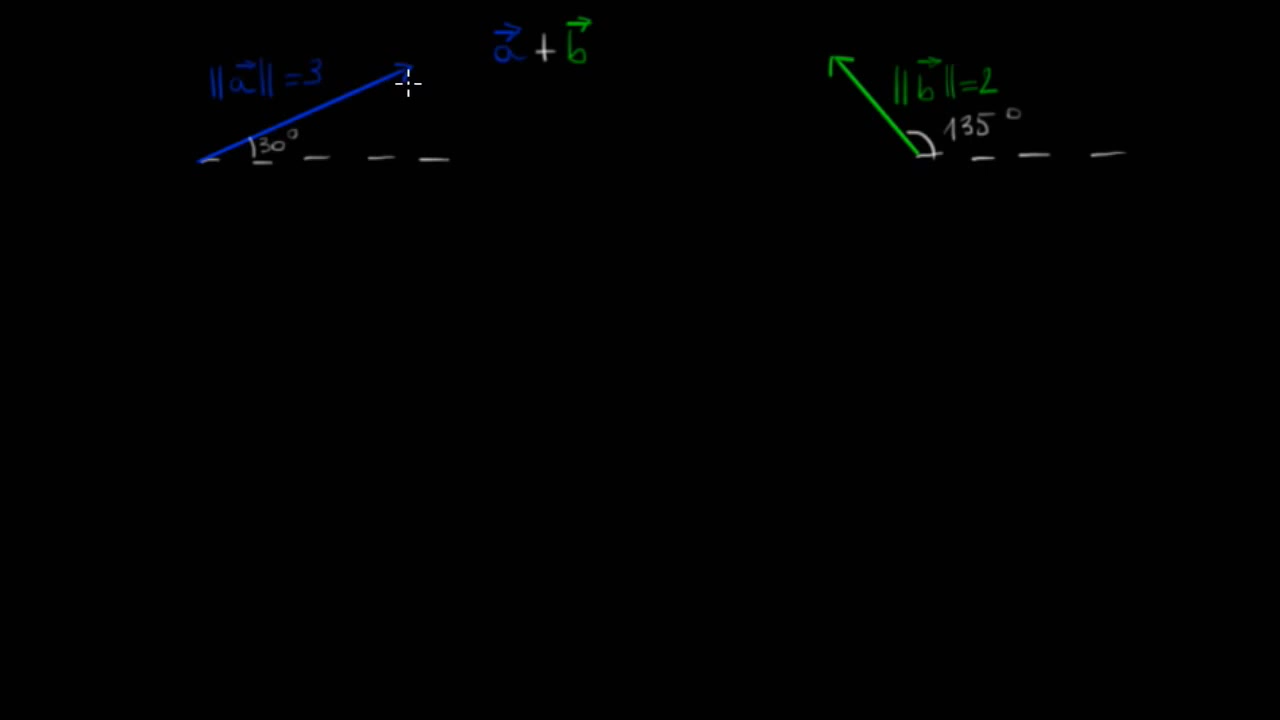 ‖a⃗‖=3
30°
a⃗ + b⃗
‖b⃗‖=2
135°